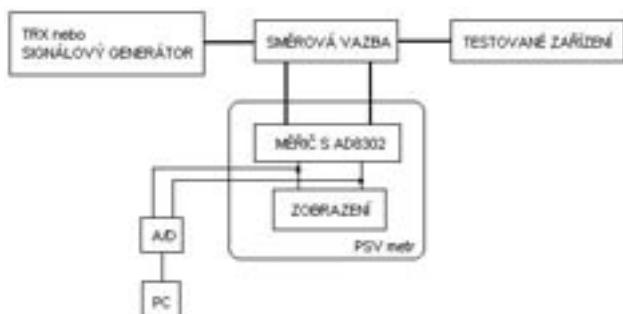 TRX nebo
SIGNÁLOVÝ GENERÁTOR
SMĚROVÁ VAZBA
TESTOVANÉ ZAŘÍZENÍ
MĚŘIČ S AD8302
ZOBRAZENÍ
A/D
PSV metr
PC